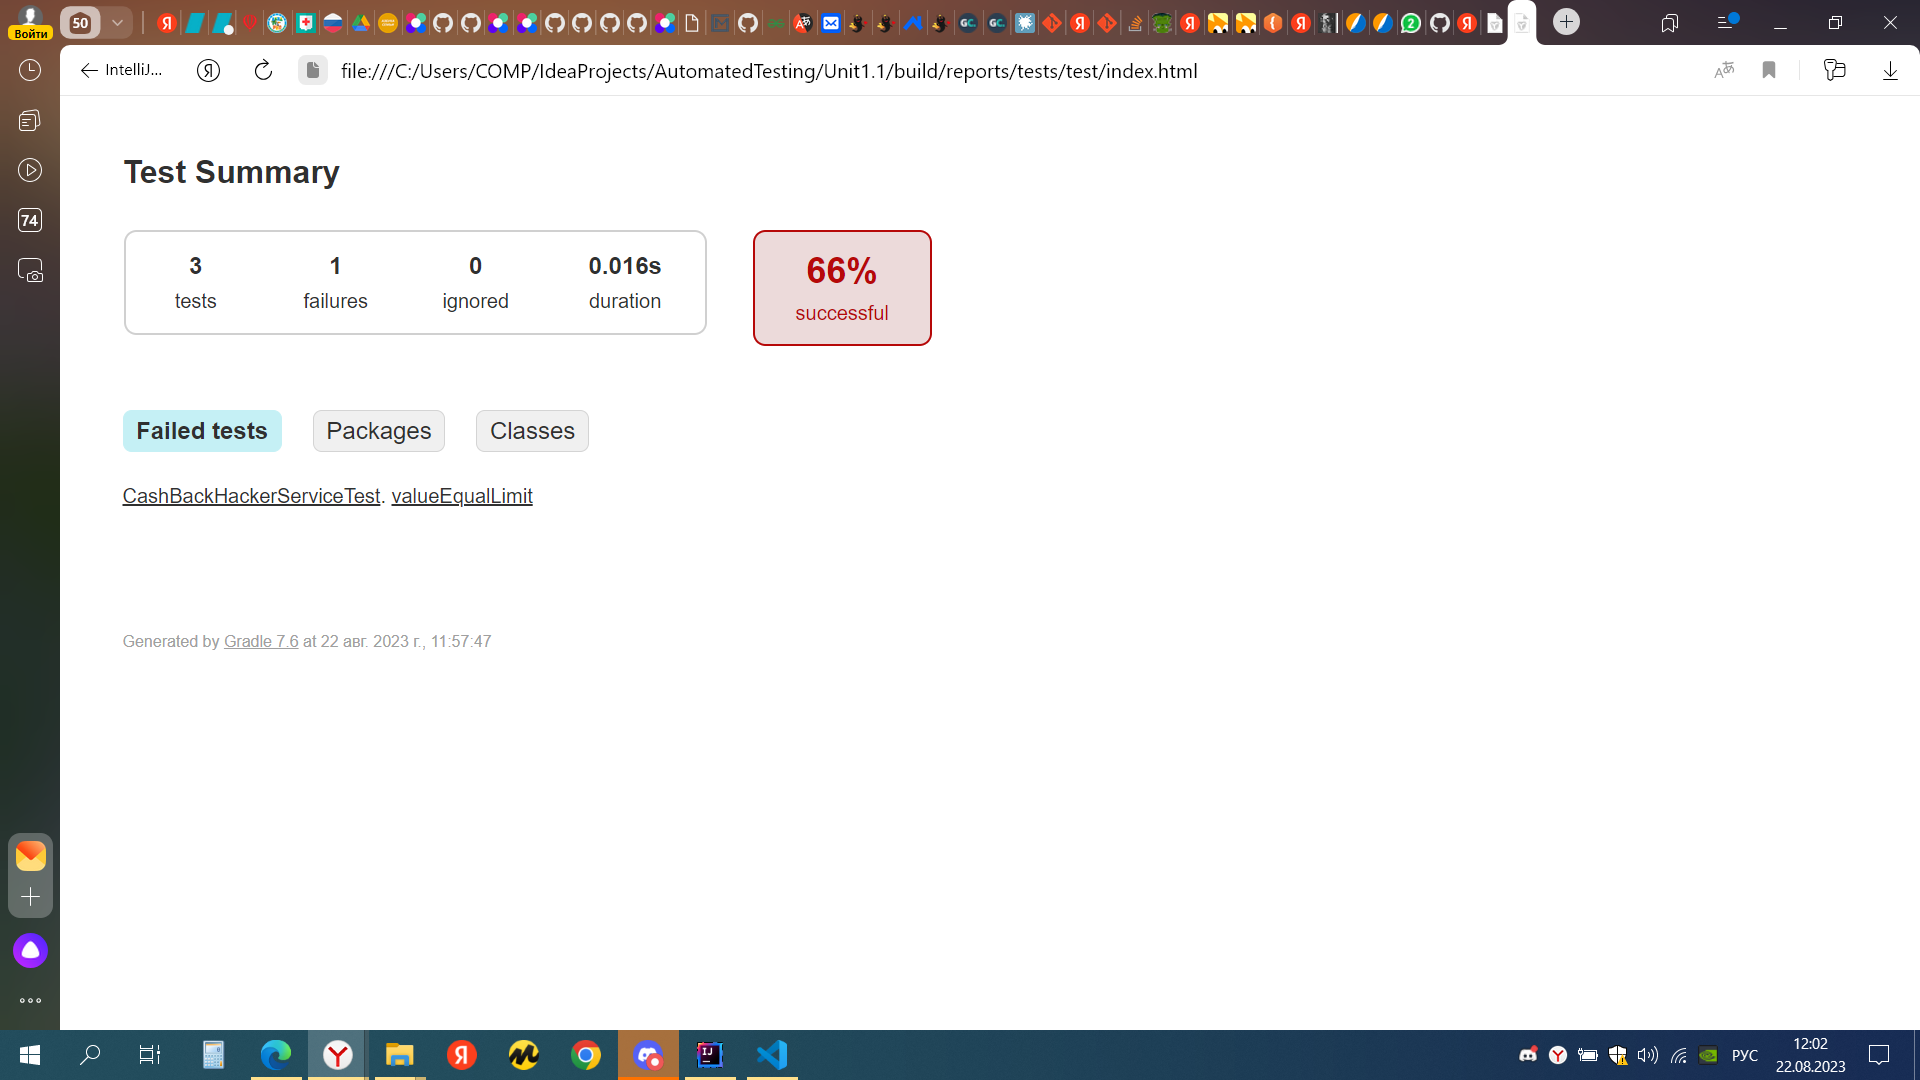 Войти
50
IntelliJ...
file:///C:/Users/COMP/IdeaProjects/AutomatedTesting/Unit1.1/build/reports/tests/test/index.html
74
Test Summary
3 1 0 0.016s
tests failures ignored duration
66%
successful
Failed tests Packages Classes
CashBackHackerServiceTest. valueEqualLimit
Generated by Gradle 7.6 at 22 авг. 2023 г., 11:57:47
РУС
12:02
22.08.2023